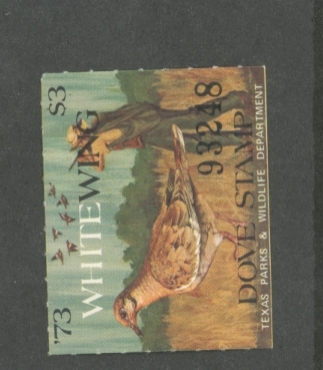 '73 $3
WHITEWING
93248
DOVE STAMP
TEXAS PARKS & WILDLIFE DEPARTMENT